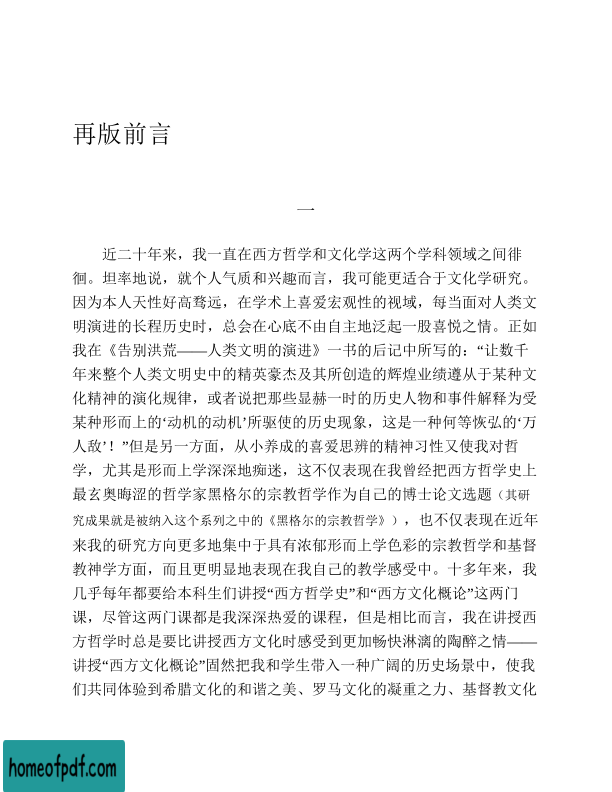 再版前言
一
近二十年来，我一直在西方哲学和文化学这两个学科领域之间徘
徊。坦率地说，就个人气质和兴趣而言，我可能更适合于文化学研究。
因为本人天性好高骛远，在学术上喜爱宏观性的视域，每当面对人类文
明演进的长程历史时，总会在心底不由自主地泛起一股喜悦之情。正如
我在《告别洪荒——人类文明的演进》一书的后记中所写的：“让数千
年来整个人类文明史中的精英豪杰及其所创造的辉煌业绩遵从于某种文
化精神的演化规律，或者说把那些显赫一时的历史人物和事件解释为受
某种形而上的‘动机的动机’所驱使的历史现象，这是一种何等恢弘的‘万
人敌’！”但是另一方面，从小养成的喜爱思辨的精神习性又使我对哲
学，尤其是形而上学深深地痴迷，这不仅表现在我曾经把西方哲学史上
最玄奥晦涩的哲学家黑格尔的宗教哲学作为自己的博士论文选题（其研
究成果就是被纳入这个系列之中的《黑格尔的宗教哲学》），也不仅表现在近年
来我的研究方向更多地集中于具有浓郁形而上学色彩的宗教哲学和基督
教神学方面，而且更明显地表现在我自己的教学感受中。十多年来，我
几乎每年都要给本科生们讲授“西方哲学史”和“西方文化概论”这两门
课，尽管这两门课都是我深深热爱的课程，但是相比而言，我在讲授西
方哲学时总是要比讲授西方文化时感受到更加畅快淋漓的陶醉之情——
讲授“西方文化概论”固然把我和学生带入一种广阔的历史场景中，使我
们共同体验到希腊文化的和谐之美、罗马文化的凝重之力、基督教文化
homeofpdf.com